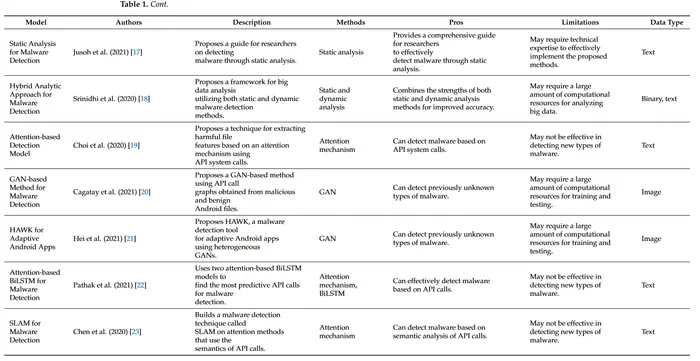 Table 1. Cont.
Model Authors Description Methods Pros Limitations Data Type
Static Analysis
for Malware
Detection
Jusoh et al. (2021) [17]
Proposes a guide for researchers
on detecting
malware through static analysis.
Static analysis
Provides a comprehensive guide
for researchers
to effectively
detect malware through static
analysis.
May require technical
expertise to effectively
implement the proposed
methods.
Text
Hybrid Analytic
Approach for
Malware
Detection
Srinidhi et al. (2020) [18]
Proposes a framework for big
data analysis
utilizing both static and dynamic
malware detection
methods.
Static and
dynamic
analysis
Combines the strengths of both
static and dynamic analysis
methods for improved accuracy.
May require a large
amount of computational
resources for analyzing
big data.
Binary, text
Attention-based
Detection
Model
Choi et al. (2020) [19]
Proposes a technique for extracting
harmful file
features based on an attention
mechanism using
API system calls.
Attention
mechanism
Can detect malware based on
API system calls.
May not be effective in
detecting new types of
malware.
Text
GAN-based
Method for
Malware
Detection
Cagatay et al. (2021) [20]
Proposes a GAN-based method
using API call
graphs obtained from malicious
and benign
Android files.
GAN
Can detect previously unknown
types of malware.
May require a large
amount of computational
resources for training and
testing.
Image
HAWK for
Adaptive
Android Apps
Hei et al. (2021) [21]
Proposes HAWK, a malware
detection tool
for adaptive Android apps
using heterogeneous
GANs.
GAN
Can detect previously unknown
types of malware.
May require a large
amount of computational
resources for training and
testing.
Image
Attention-based
BiLSTM for
Malware
Detection
Pathak et al. (2021) [22]
Uses two attention-based BiLSTM
models to
find the most predictive API calls
for malware
detection.
Attention
mechanism,
BiLSTM
Can effectively detect malware
based on API calls.
May not be effective in
detecting new types of
malware.
Text
SLAM for
Malware
Detection
Chen et al. (2020) [23]
Builds a malware detection
technique called
SLAM on attention methods
that use the
semantics of API calls.
Attention
mechanism
Can detect malware based on
semantic analysis of API calls.
May not be effective in
detecting new types of
malware.
Text